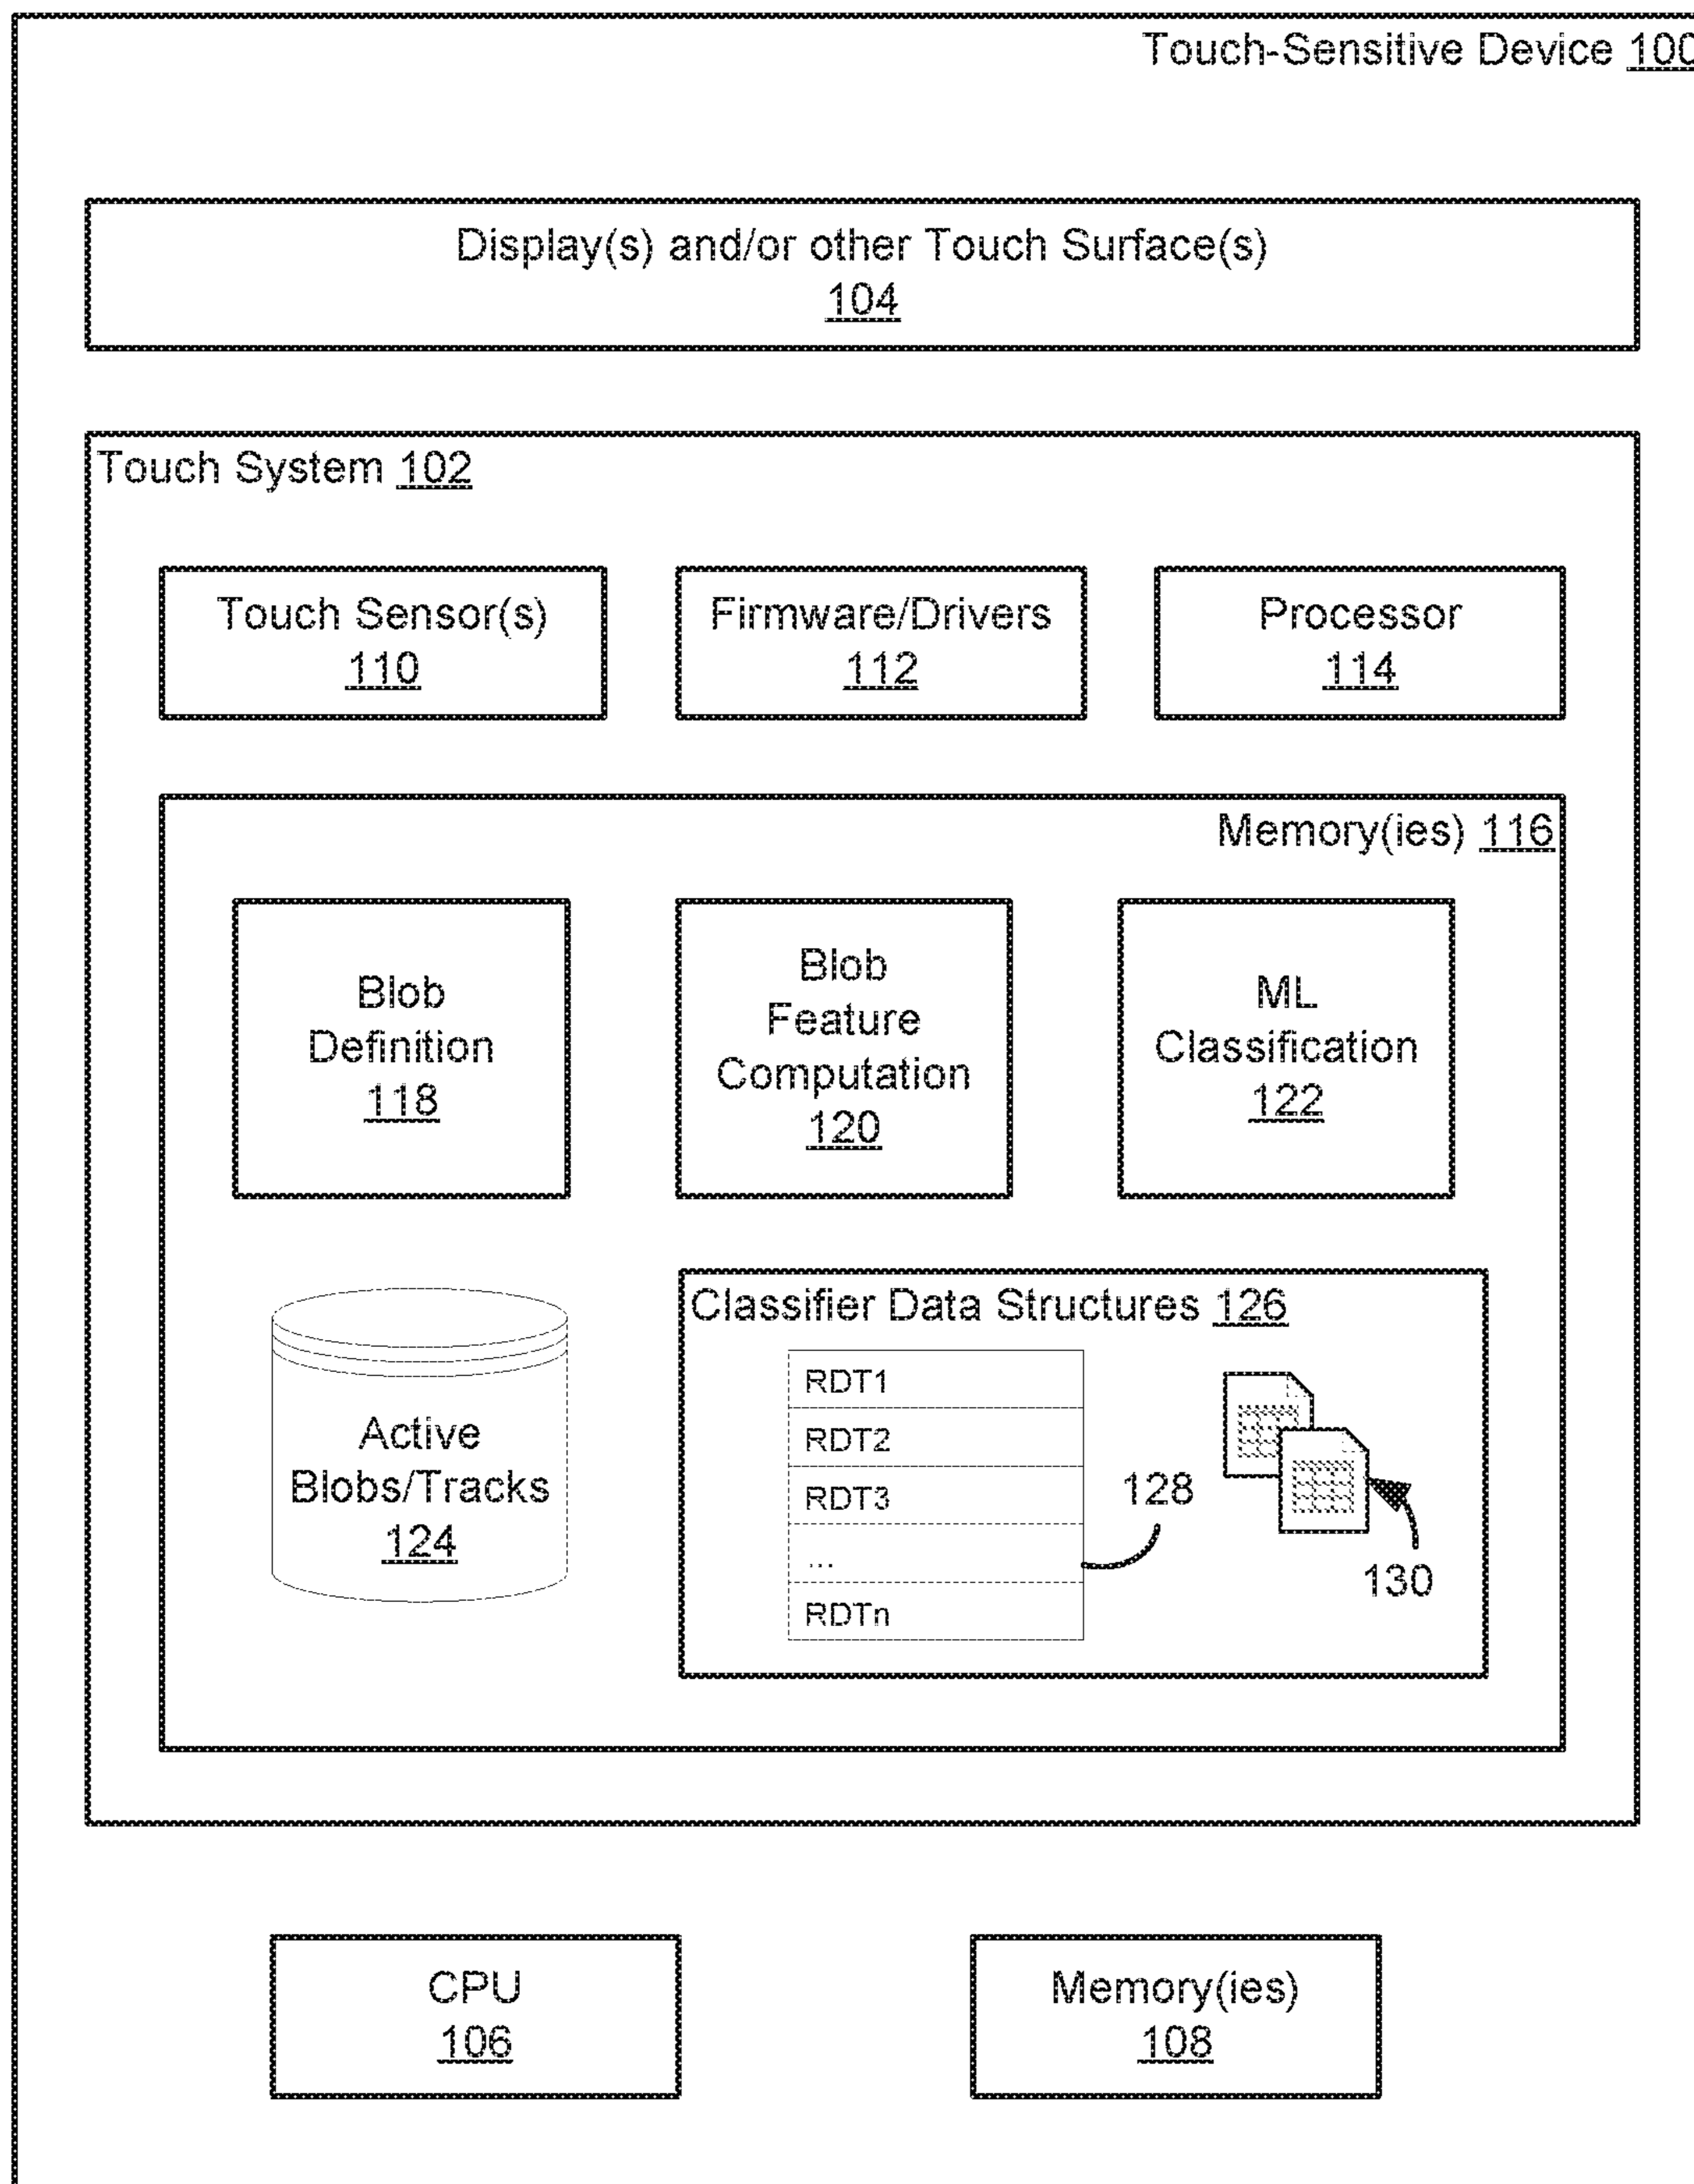 Touch-Sensitive Device 100
Display(s) and/or other Touch Surface(s)
104
Touch System 102
Touch Sensor(s)
110
Firmware/Drivers
112
Processor
114
Memory(ies) 116
Blob
Definition
118
Blob
Feature
Computation
120
ML
Classification
122
Active
Blobs/Tracks
124
Classifier Data Structures 126
RDT1
RDT2
RDT3
...
RDTn
128
130
CPU
106
Memory(ies)
108